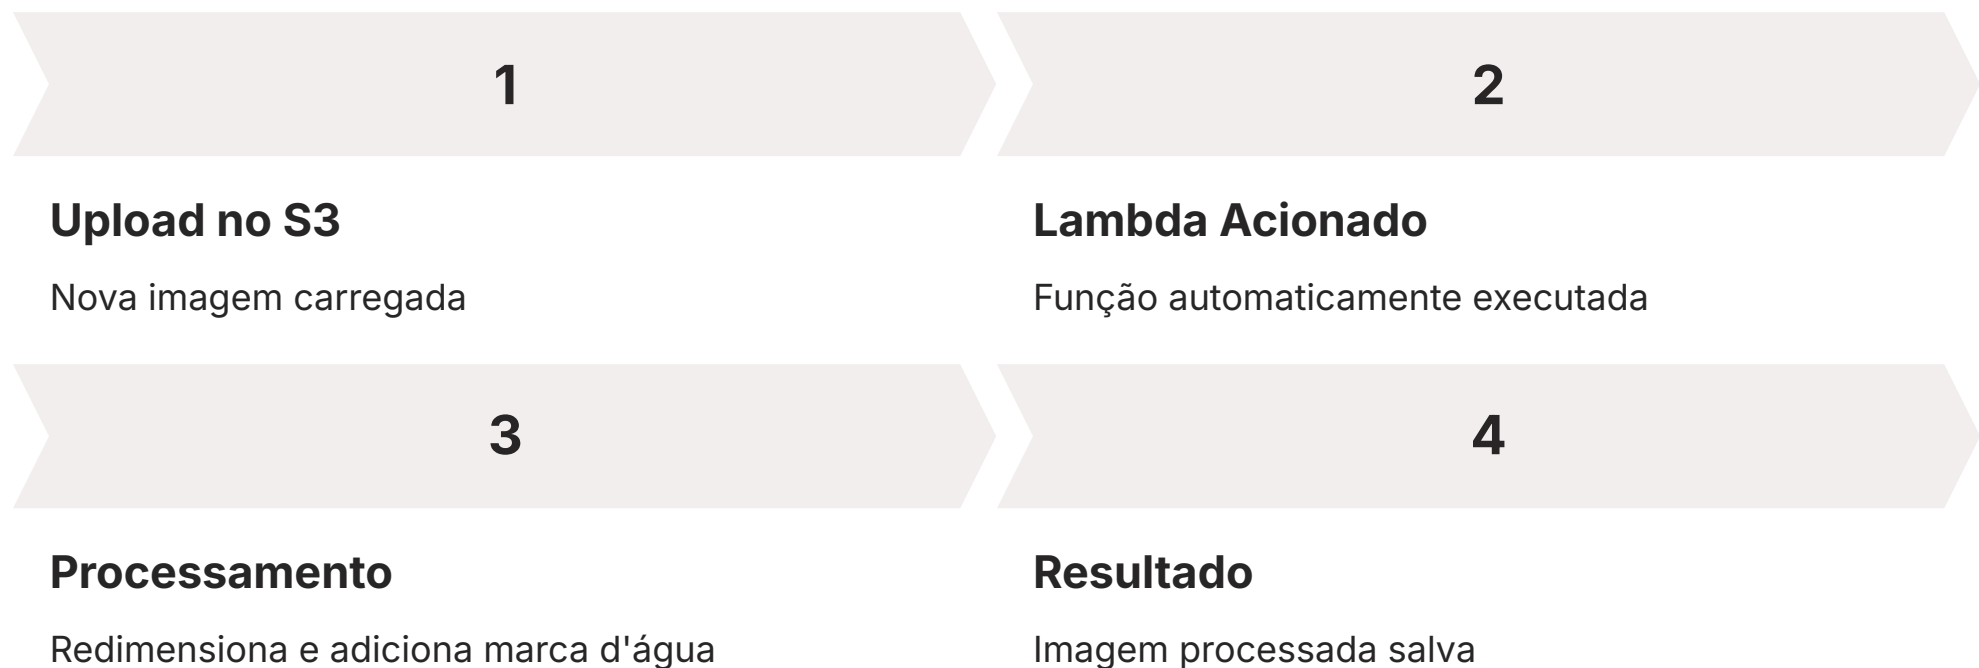 1
2
Upload no S3
Nova imagem carregada
Lambda Acionado
Função automaticamente executada
3
4
Processamento
Redimensiona e adiciona marca d'água
Resultado
Imagem processada salva